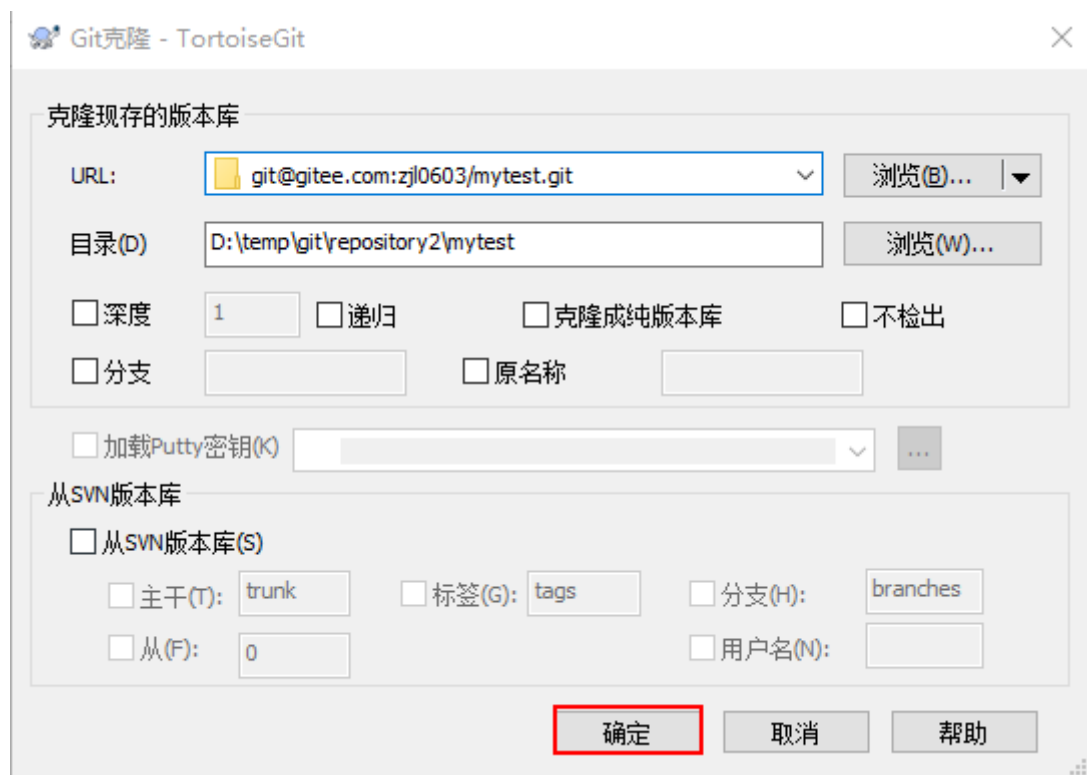 Git克隆 - TortoiseGit
克隆现存的版本库
URL: git@gitee.com:zjl0603/mytest.git 浏览(B)...
目录(D) D:\temp\git\repository2\mytest 浏览(W)...
深度 1 递归 克隆成纯版本库 不检出
分支 原名称
加载Putty密钥(K) ...
从SVN版本库
从SVN版本库(S)
主干(T): trunk 标签(G): tags 分支(H): branches
从(F): 0 用户名(N):
确定 取消 帮助